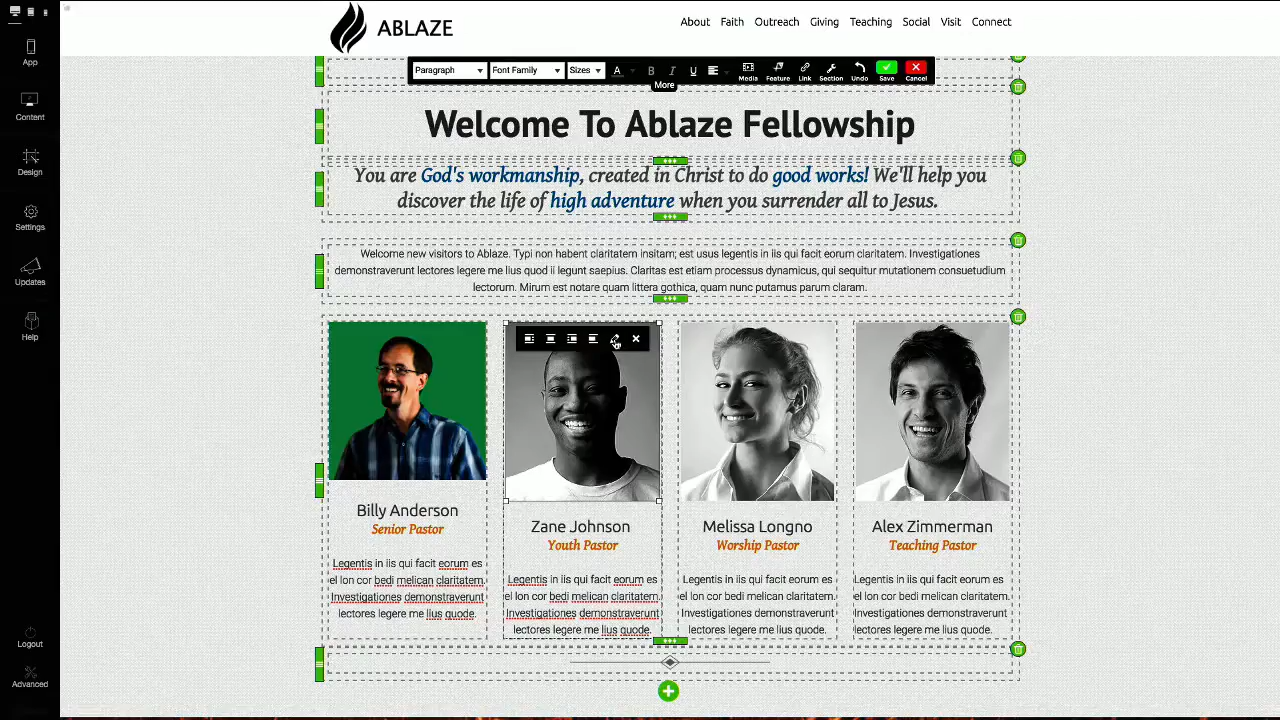 ABLAZE
About Faith Outreach Giving Teaching Social Visit Connect
App
Content
Design
Settings
Updates
Help
Logout
Advanced
Paragraph Font Family Sizes A B I U Media Feature Link Section Undo Save Cancel
More
Welcome To Ablaze Fellowship
You are God's workmanship, created in Christ to do good works! We'll help you
discover the life of high adventure when you surrender all to Jesus.
Welcome new visitors to Ablaze. Typi non habent claritatem insitam; est usus legentis in iis qui facit eorum claritatem. Investigationes
demonstraverunt lectores legere me lius quod ii legunt saepius. Claritas est etiam processus dynamicus, qui sequitur mutationem consuetudium
lectorum. Mirum est notare quam littera gothica, quam nunc putamus parum claram.
Billy Anderson
Senior Pastor
Legentis in iis qui facit eorum es
el lon cor bedi melican claritatem.
Investigationes demonstraverunt
lectores legere me lius quode.
Zane Johnson
Youth Pastor
Legentis in iis qui facit eorum es
el lon cor bedi melican claritatem.
Investigationes demonstraverunt
lectores legere me lius quode.
Melissa Longno
Worship Pastor
Legentis in iis qui facit eorum es
el lon cor bedi melican claritatem.
Investigationes demonstraverunt
lectores legere me lius quode.
Alex Zimmerman
Teaching Pastor
Legentis in iis qui facit eorum es
el lon cor bedi melican claritatem.
Investigationes demonstraverunt
lectores legere me lius quode.